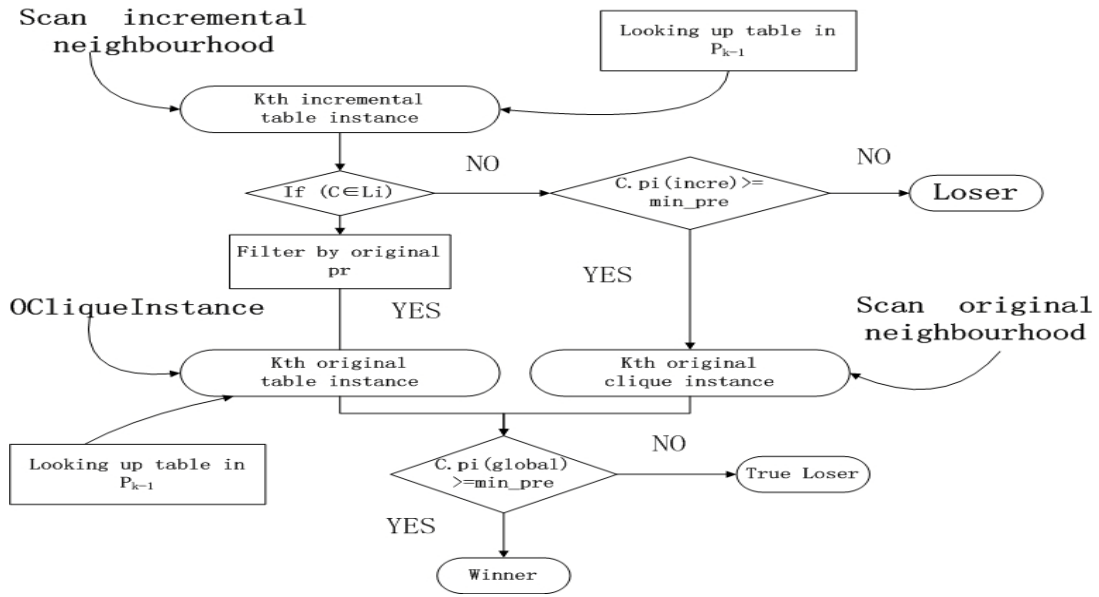 Scan incremental
neighbourhood
Looking up table in
Pk-1
Kth incremental
table instance
NO
NO
If (C∈Li)
C.pi(incre)>=
min_pre
Loser
Filter by original
pr
YES
OCliqueInstance
YES
Scan original
neighbourhood
Kth original
table instance
Kth original
clique instance
Looking up table in
Pk-1
C.pi(global)
>=min_pre
NO
True Loser
YES
Winner